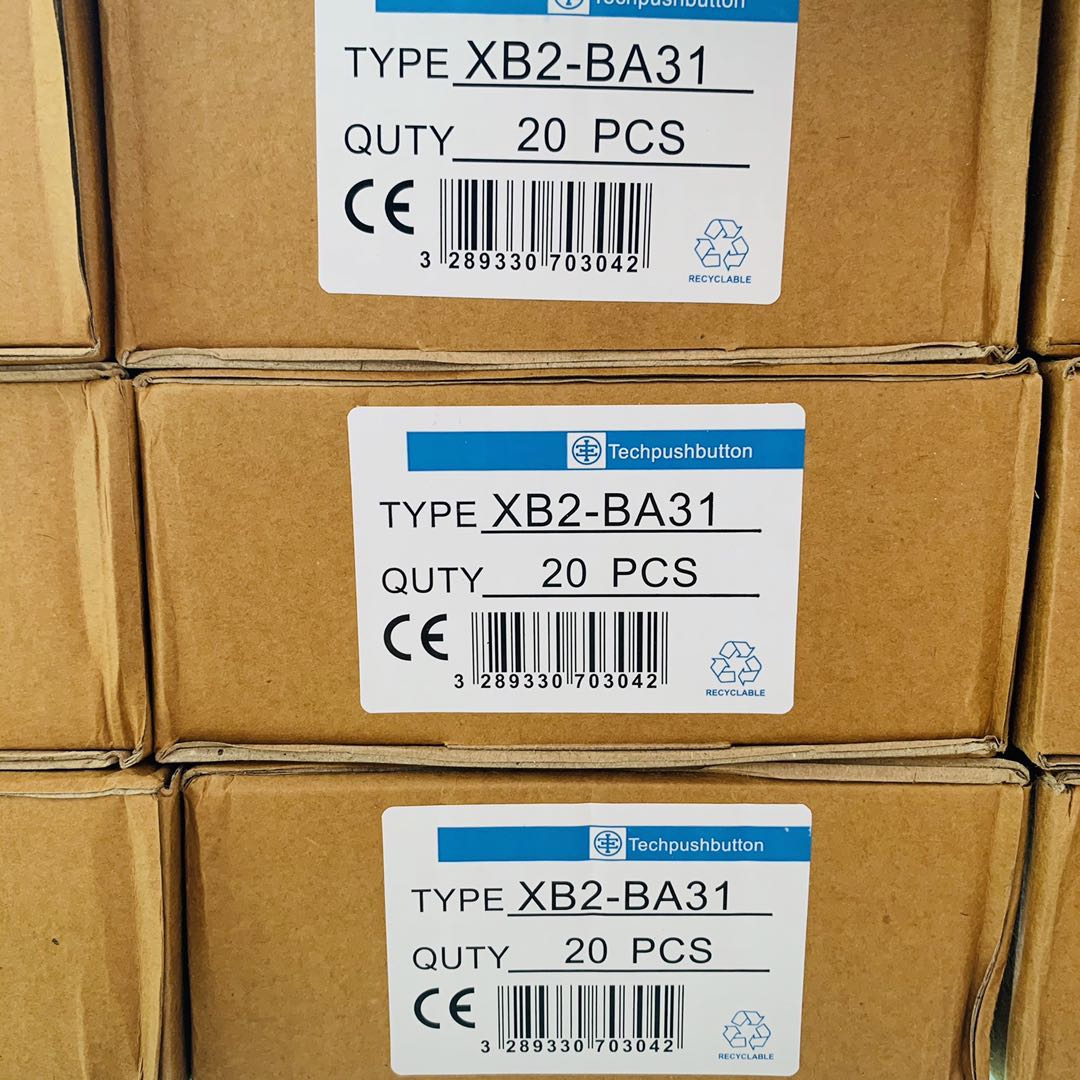 Techpushbutton
TYPE XB2-BA31
QUTY 20 PCS
CE
3 289330 703042
RECYCLABLE
Techpushbutton
TYPE XB2-BA31
QUTY 20 PCS
CE
3 289330 703042
RECYCLABLE
Techpushbutton
TYPE XB2-BA31
QUTY 20 PCS
CE
3 289330 703042
RECYCLABLE